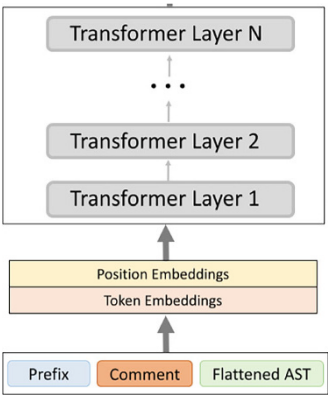 Transformer Layer N
...
Transformer Layer 2
Transformer Layer 1
Position Embeddings
Token Embeddings
Prefix Comment Flattened AST